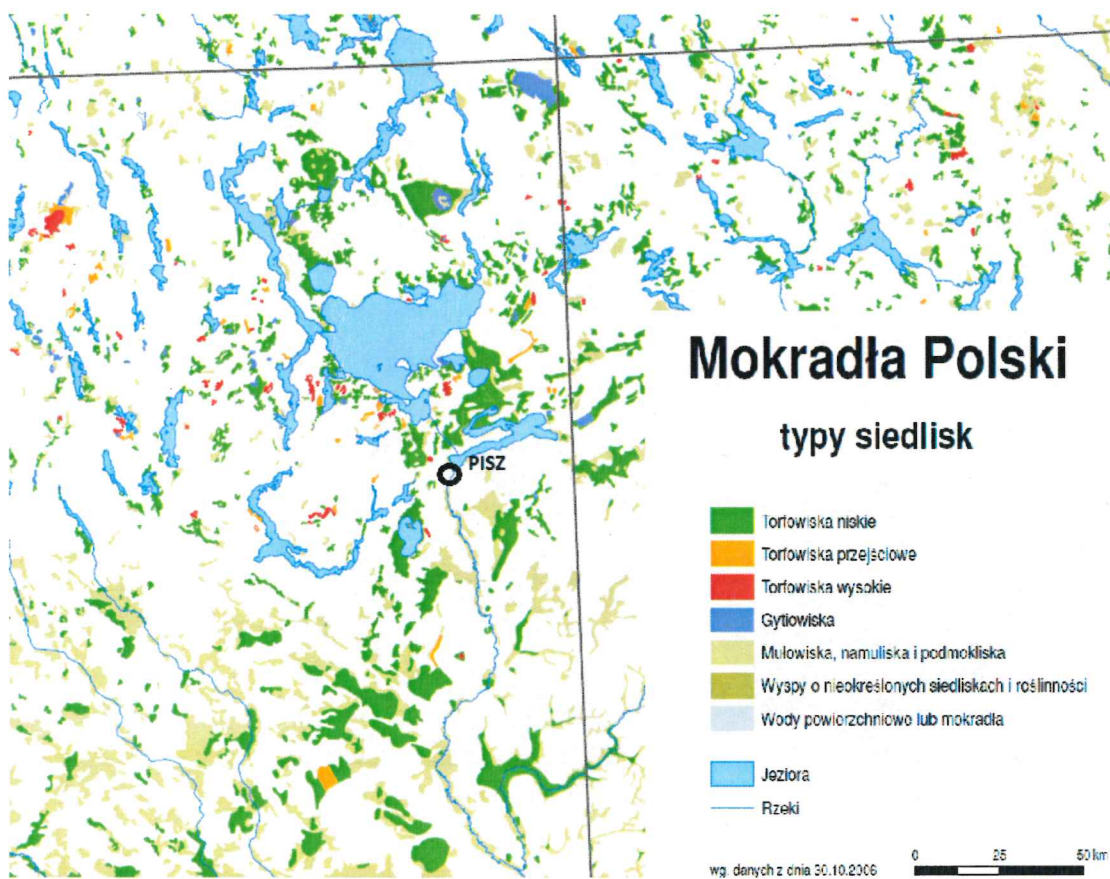 PISZ
Mokradła Polski
typy siedlisk
Torfowiska niskie
Torfowiska przejściowe
Torfowiska wysokie
Gytiowiska
Mułowiska, namuliska i podmokliska
Wyspy o nieokreślonych siedliskach i roślinności
Wody powierzchniowe lub mokradła
Jeziora
Rzeki
wg. danych z dnia 30.10.2006
0 25 50 km